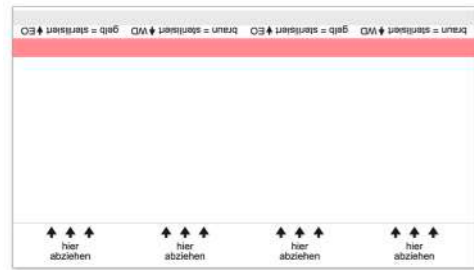 braun = sterilisiert ↑ WD gelb = sterilisiert ↓ EO braun = sterilisiert ↑ WD gelb = sterilisiert ↓ EO
↑ ↑ ↑ ↑ ↑ ↑ ↑ ↑ ↑ ↑ ↑ ↑
hier hier hier hier
abziehen abziehen abziehen abziehen